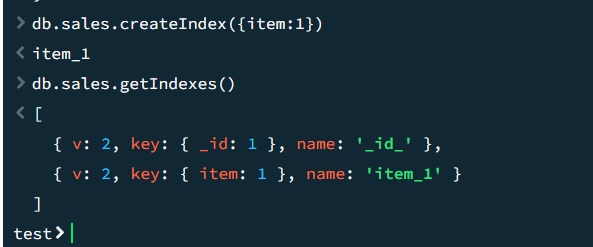 > db.sales.createIndex({item:1})
< item_1
> db.sales.getIndexes()
< [
{ v: 2, key: { _id: 1 }, name: '_id_' },
{ v: 2, key: { item: 1 }, name: 'item_1' }
]
test>